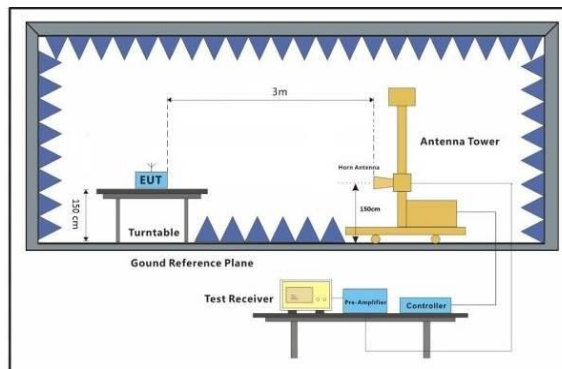 3m
Antenna Tower
Horn Antenna
EUT
150 cm
150cm
Turntable
Gound Reference Plane
Test Receiver
Pre-Amplifier
Controller